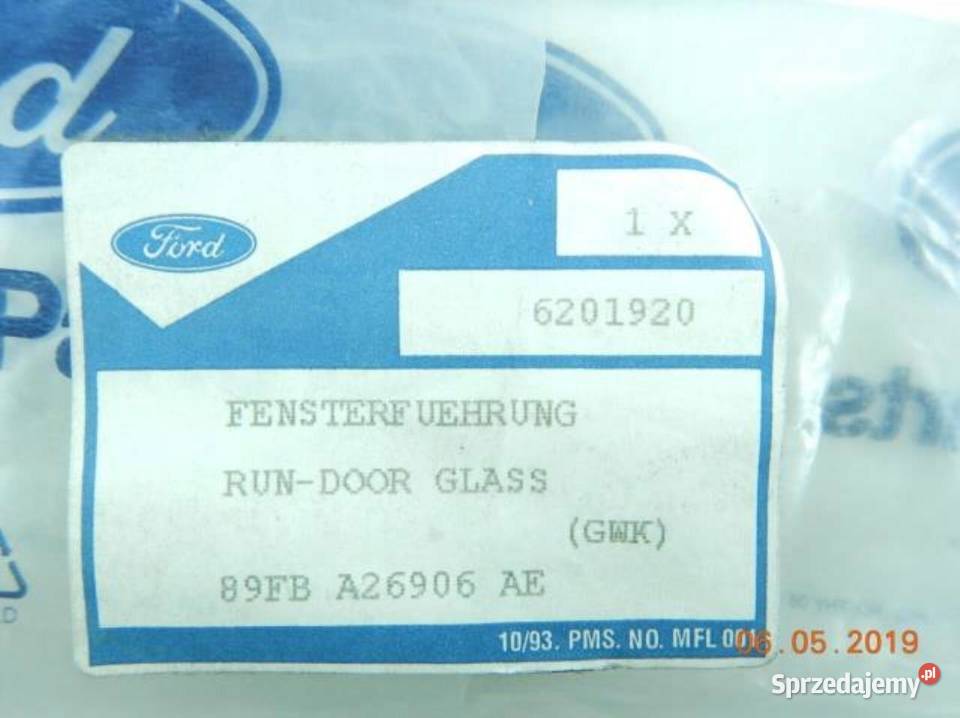 d
Ford
1 X
6201920
FENSTERFUEHRUNG
RUN-DOOR GLASS
(GWK)
89FB A26906 AE
10/93. PMS. NO. MFL
06.05.2019
Sprzedajemy.pl